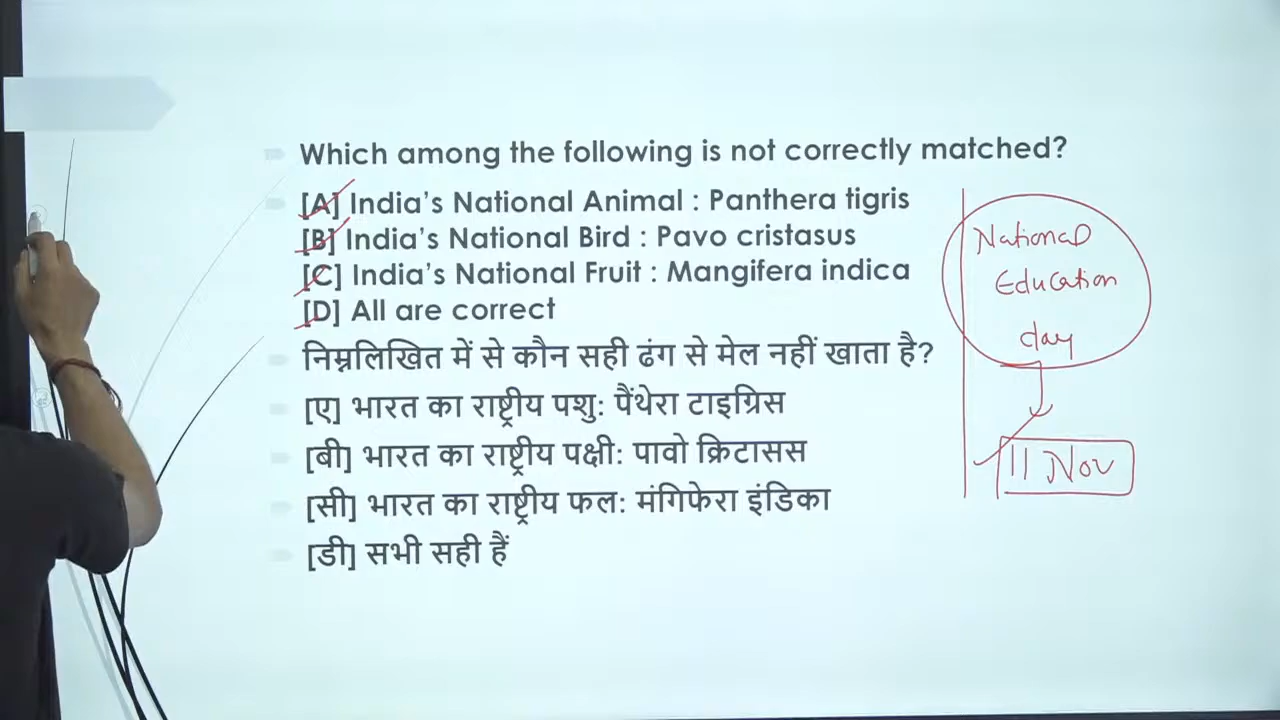 Which among the following is not correctly matched?
[A] India's National Animal : Panthera tigris
[B] India's National Bird : Pavo cristasus
[C] India's National Fruit : Mangifera indica
[D] All are correct
निम्नलिखित में से कौन सही ढंग से मेल नहीं खाता है?
[ए] भारत का राष्ट्रीय पशु: पैंथेरा टाइग्रिस
[बी] भारत का राष्ट्रीय पक्षी: पावो क्रिटासस
[सी] भारत का राष्ट्रीय फल: मंगिफेरा इंडिका
[डी] सभी सही हैं
National
Education
day
11 Nov